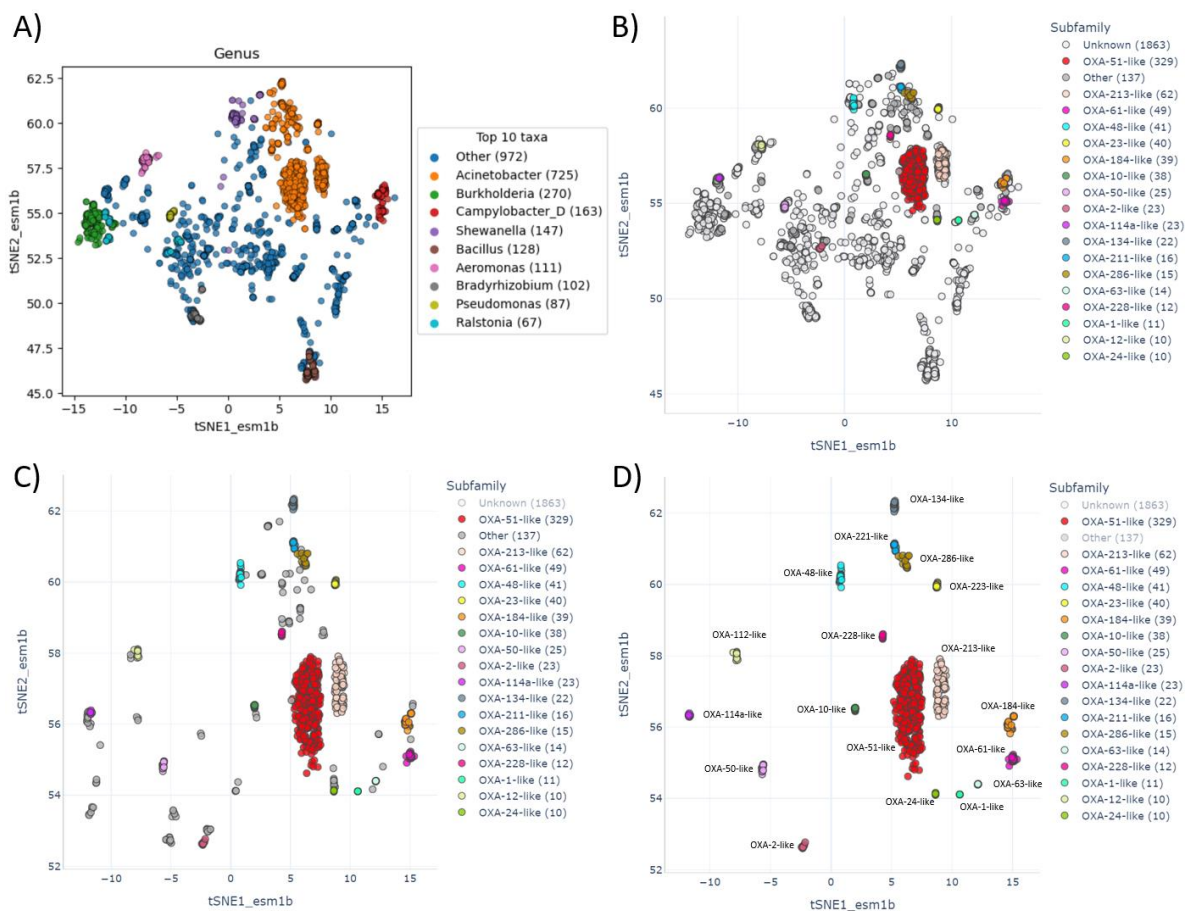 A)
Genus
62.5
60.0
57.5
55.0
52.5
50.0
47.5
45.0
tSNE2_esm1b
−15
−10
−5
0
5
10
15
tSNE1_esm1b
Top 10 taxa
Other (972)
Acinetobacter (725)
Burkholderia (270)
Campylobacter_D (163)
Shewanella (147)
Bacillus (128)
Aeromonas (111)
Bradyrhizobium (102)
Pseudomonas (87)
Ralstonia (67)
B)
60
55
50
45
tSNE2_esm1b
−10
0
10
tSNE1_esm1b
Subfamily
Unknown (1863)
OXA-51-like (329)
Other (137)
OXA-213-like (62)
OXA-61-like (49)
OXA-48-like (41)
OXA-23-like (40)
OXA-184-like (39)
OXA-10-like (38)
OXA-50-like (25)
OXA-2-like (23)
OXA-114a-like (23)
OXA-134-like (22)
OXA-211-like (16)
OXA-286-like (15)
OXA-63-like (14)
OXA-228-like (12)
OXA-1-like (11)
OXA-12-like (10)
OXA-24-like (10)
C)
62
60
58
56
54
52
tSNE2_esm1b
−10
−5
0
5
10
15
tSNE1_esm1b
Subfamily
Unknown (1863)
OXA-51-like (329)
Other (137)
OXA-213-like (62)
OXA-61-like (49)
OXA-48-like (41)
OXA-23-like (40)
OXA-184-like (39)
OXA-10-like (38)
OXA-50-like (25)
OXA-2-like (23)
OXA-114a-like (23)
OXA-134-like (22)
OXA-211-like (16)
OXA-286-like (15)
OXA-63-like (14)
OXA-228-like (12)
OXA-1-like (11)
OXA-12-like (10)
OXA-24-like (10)
D)
62
60
58
56
54
52
tSNE2_esm1b
OXA-134-like
OXA-221-like
OXA-286-like
OXA-48-like
OXA-223-like
OXA-228-like
OXA-112-like
OXA-213-like
OXA-114a-like
OXA-10-like
OXA-184-like
OXA-51-like
OXA-61-like
OXA-50-like
OXA-63-like
OXA-24-like
OXA-1-like
OXA-2-like
−10
−5
0
5
10
15
tSNE1_esm1b
Subfamily
Unknown (1863)
OXA-51-like (329)
Other (137)
OXA-213-like (62)
OXA-61-like (49)
OXA-48-like (41)
OXA-23-like (40)
OXA-184-like (39)
OXA-10-like (38)
OXA-50-like (25)
OXA-2-like (23)
OXA-114a-like (23)
OXA-134-like (22)
OXA-211-like (16)
OXA-286-like (15)
OXA-63-like (14)
OXA-228-like (12)
OXA-1-like (11)
OXA-12-like (10)
OXA-24-like (10)